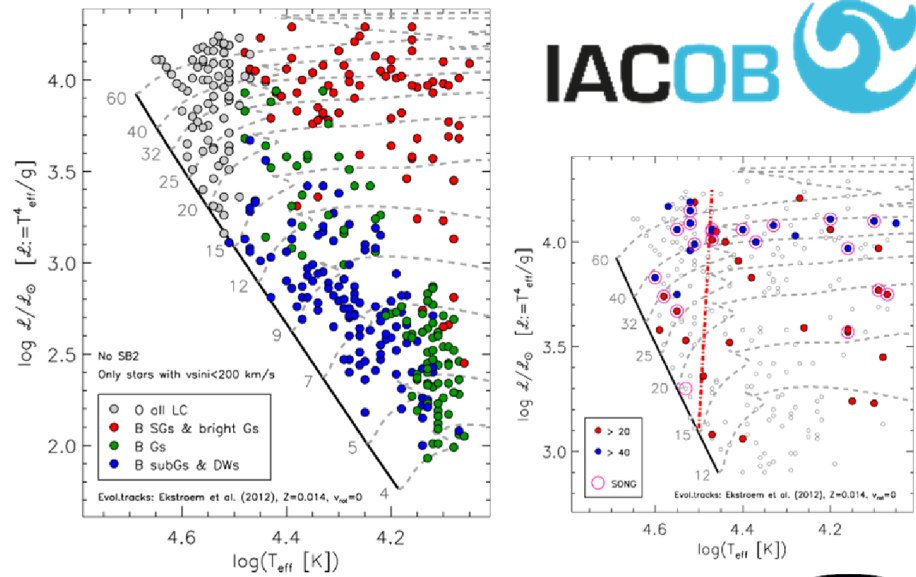 IACOB
4.0
3.5
3.0
2.5
2.0
log ℒ/ℒ⊙ [ℒ:=T⁴eff/g]
60
40
32
25
20
15
12
9
7
5
4
No SB2
Only stars with vsini<200 km/s
O all LC
B SGs & bright Gs
B Gs
B subGs & DWs
Evol.tracks: Ekstroem et al. (2012), Z=0.014, vrot=0
4.6 4.4 4.2
log(Teff [K])
4.0
3.5
3.0
log ℒ/ℒ⊙ [ℒ:=T⁴eff/g]
60
40
32
25
20
15
12
> 20
> 40
SONG
Evol.tracks: Ekstroem et al. (2012), Z=0.014, vrot=0
4.6 4.4 4.2
log(Teff [K])